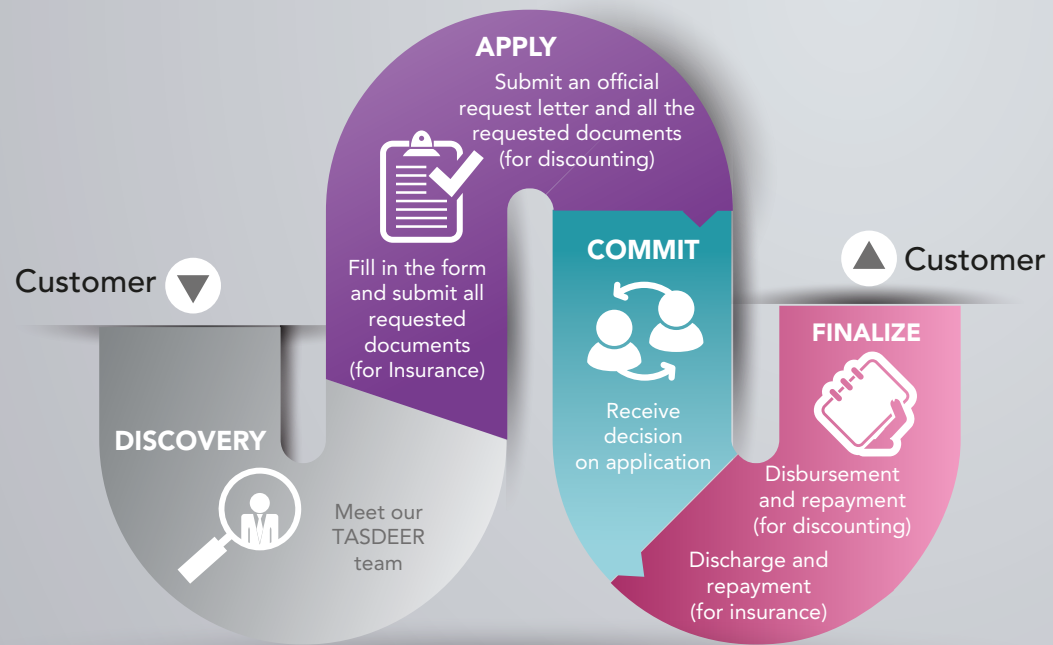 Customer
DISCOVERY
Meet our
TASDEER
team
APPLY
Fill in the form
and submit all
requested
documents
(for Insurance)
Submit an official
request letter and all the
requested documents
(for discounting)
COMMIT
Receive
decision
on application
FINALIZE
Disbursement
and repayment
(for discounting)
Discharge and
repayment
(for insurance)
Customer